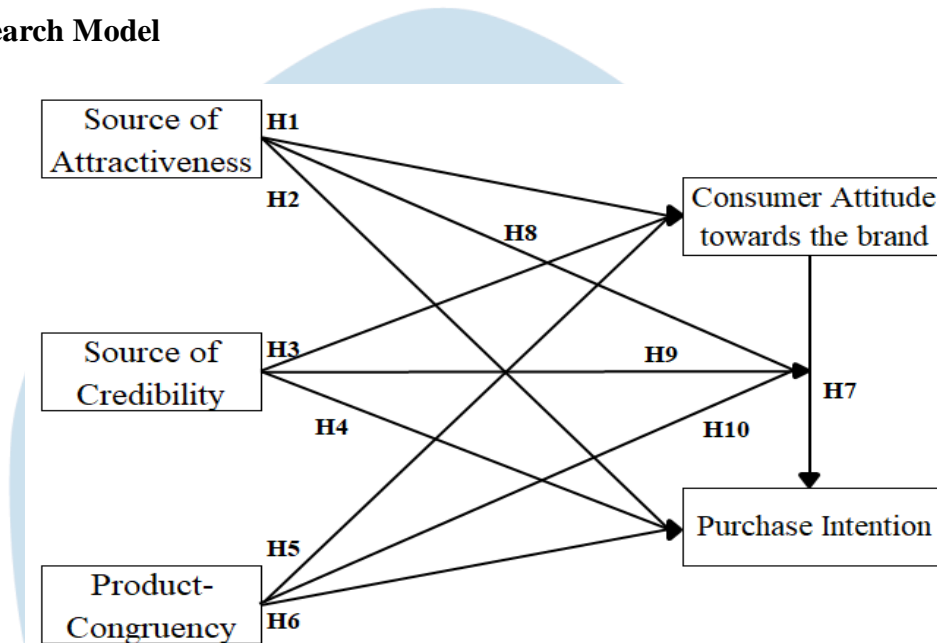 earch Model
Source of
Attractiveness
H1
H2
Consumer Attitude
towards the brand
H8
Source of
Credibility
H3
H9
H7
H4
H10
Purchase Intention
H5
Product-
Congruency
H6